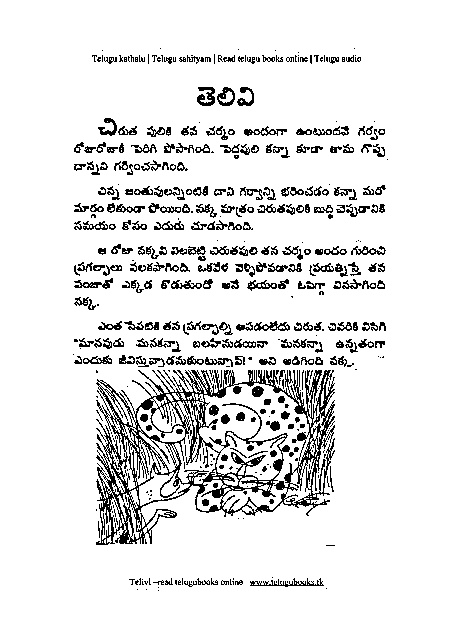 Telugu kathalu | Telugu sahityam | Read telugu books online | Telugu audio
తెలివి
చిరుత పులికి తన చర్మం అందంగా ఉంటుందనే గర్వం
రోజురోజుకీ పెరిగి పోసాగింది. పెద్దపులి కన్నా కూడా తాను గొప్ప
దాన్నని గర్వించసాగింది.
చిన్న జంతువులన్నింటికీ దాని గర్వాన్ని భరించడం కన్నా మరో
మార్గం లేకుండా పోయింది. నక్క మాత్రం చిరుతపులికి బుద్ధి చెప్పడానికి
సమయం కోసం ఎదురు చూడసాగింది.
ఆ రోజు నక్కని నిలబెట్టి చిరుతపులి తన చర్మం అందం గురించి
ప్రగల్భాలు పలకసాగింది. ఒకవేళ వెళ్ళిపోవడానికి ప్రయత్నిస్తే తన
పంజాతో ఎక్కడ కొడుతుందో అనే భయంతో ఓపిగ్గా వినసాగింది
నక్క.
ఎంత సేపటికీ తన ప్రగల్భాల్ని ఆపడంలేదు చిరుత. చివరికి విసిగి
"మానవుడు మనకన్నా బలహీనుడయినా మనకన్నా ఉన్నతంగా
ఎందుకు జీవిస్తున్నాడనుకుంటున్నావ్!" అని అడిగింది నక్క.
Telivi –read telugubooks online www.telugubooks.tk